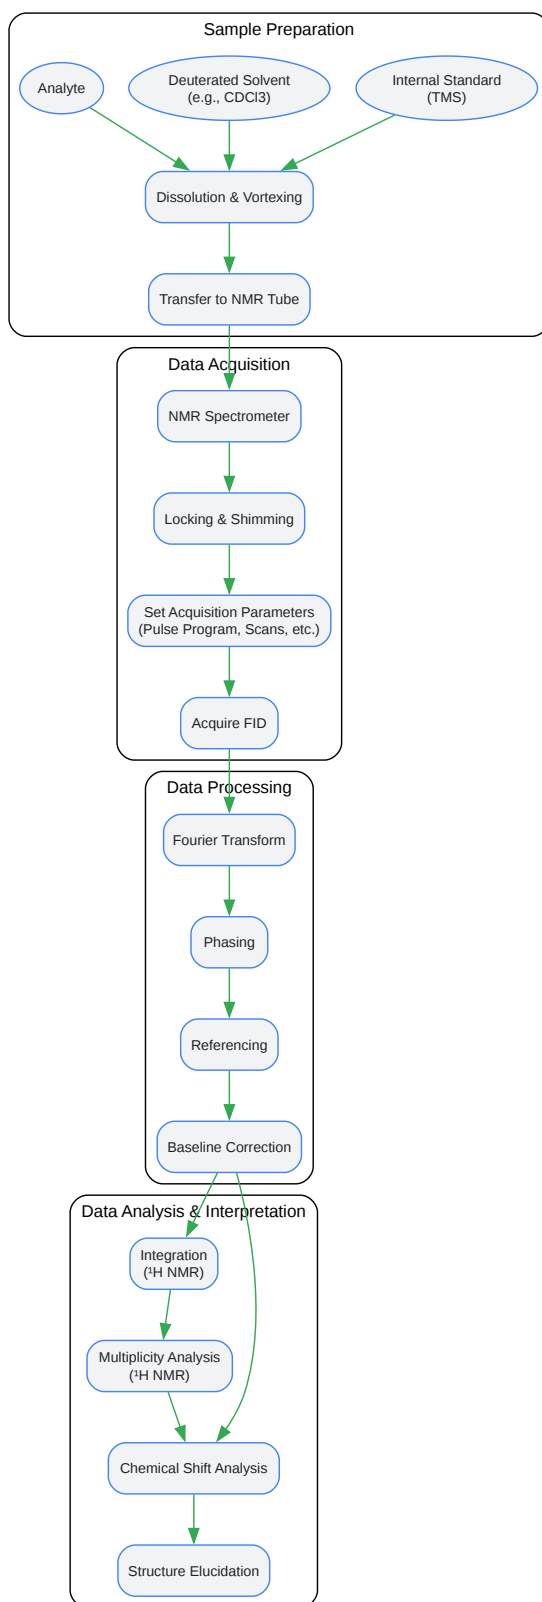 Sample Preparation
Analyte
Deuterated Solvent
(e.g., CDCl3)
Internal Standard
(TMS)
Dissolution & Vortexing
Transfer to NMR Tube
Data Acquisition
NMR Spectrometer
Locking & Shimming
Set Acquisition Parameters
(Pulse Program, Scans, etc.)
Acquire FID
Data Processing
Fourier Transform
Phasing
Referencing
Baseline Correction
Data Analysis & Interpretation
Integration
(¹H NMR)
Multiplicity Analysis
(¹H NMR)
Chemical Shift Analysis
Structure Elucidation